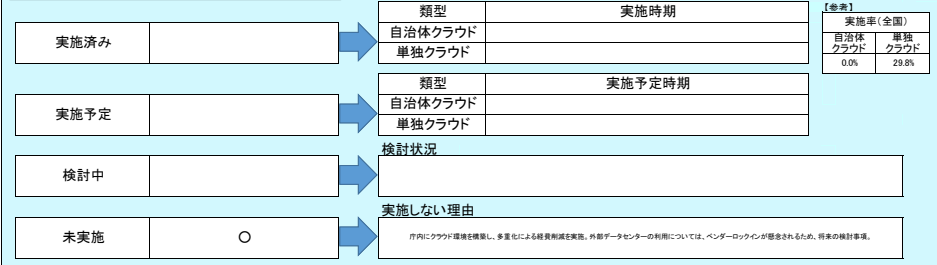 【参考】
類型 実施時期
実施率（全国）
実施済み
自治体クラウド
単独クラウド
自治体クラウド 単独クラウド
0.0% 29.8%
類型 実施予定時期
実施予定
自治体クラウド
単独クラウド
検討状況
検討中
実施しない理由
未実施 〇
庁内にクラウド環境を構築し、多重化による経費削減を実施。外部データセンターの利用については、ベンダーロックインが懸念されるため、将来の検討事項。